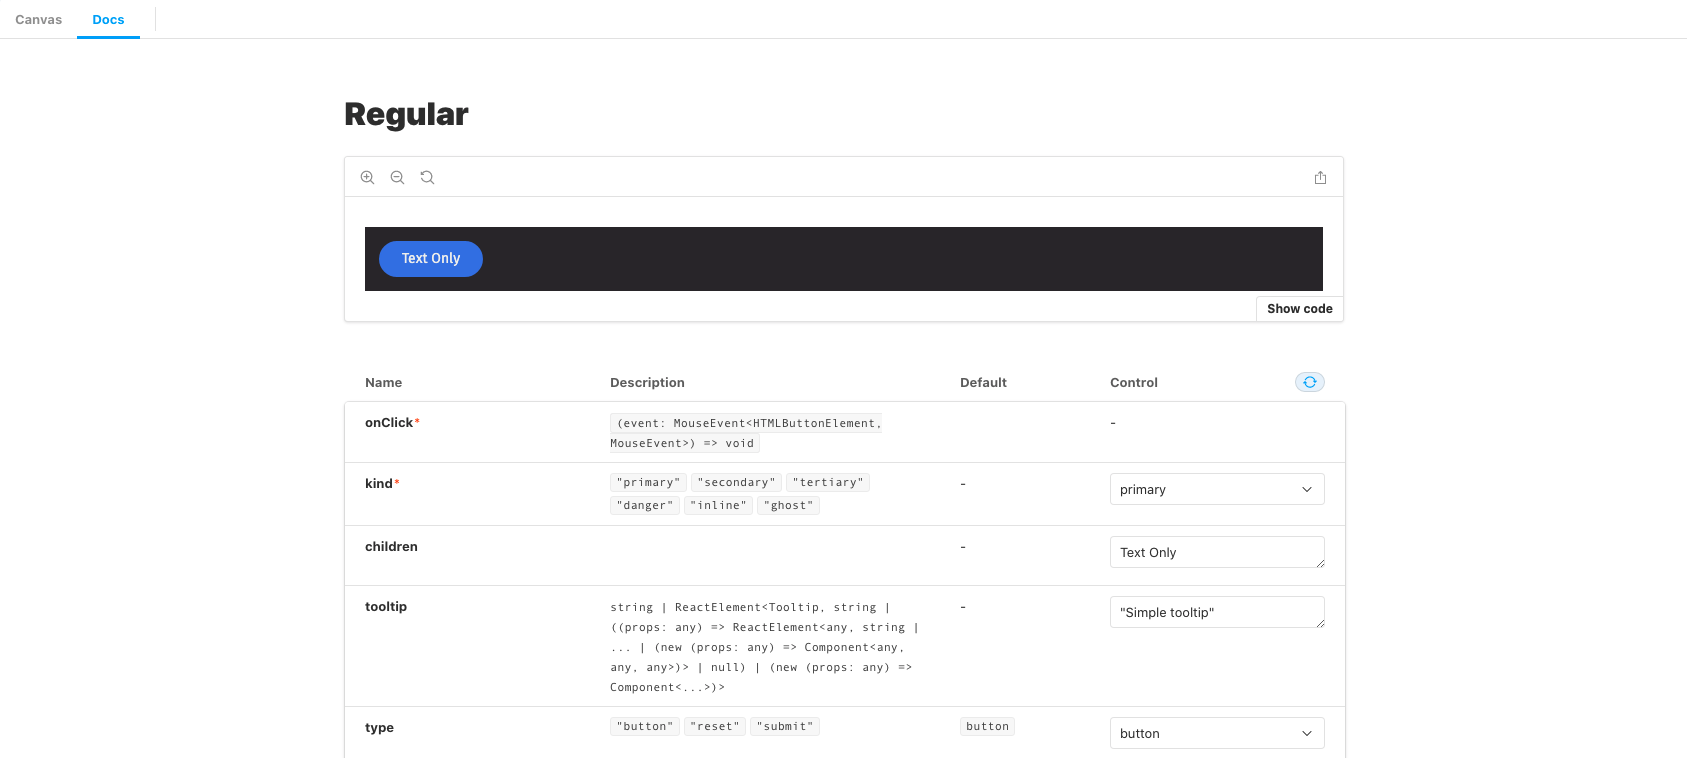 Canvas Docs
Regular
Text Only
Show code
Name Description Default Control
onClick* (event: MouseEvent<HTMLButtonElement, -
MouseEvent>) => void
kind* "primary" "secondary" "tertiary" - primary
"danger" "inline" "ghost"
children - Text Only
tooltip string | ReactElement<Tooltip, string | - "Simple tooltip"
((props: any) => ReactElement<any, string |
... | (new (props: any) => Component<any,
any, any>)> | null) | (new (props: any) =>
Component<...>)>
type "button" "reset" "submit" button button